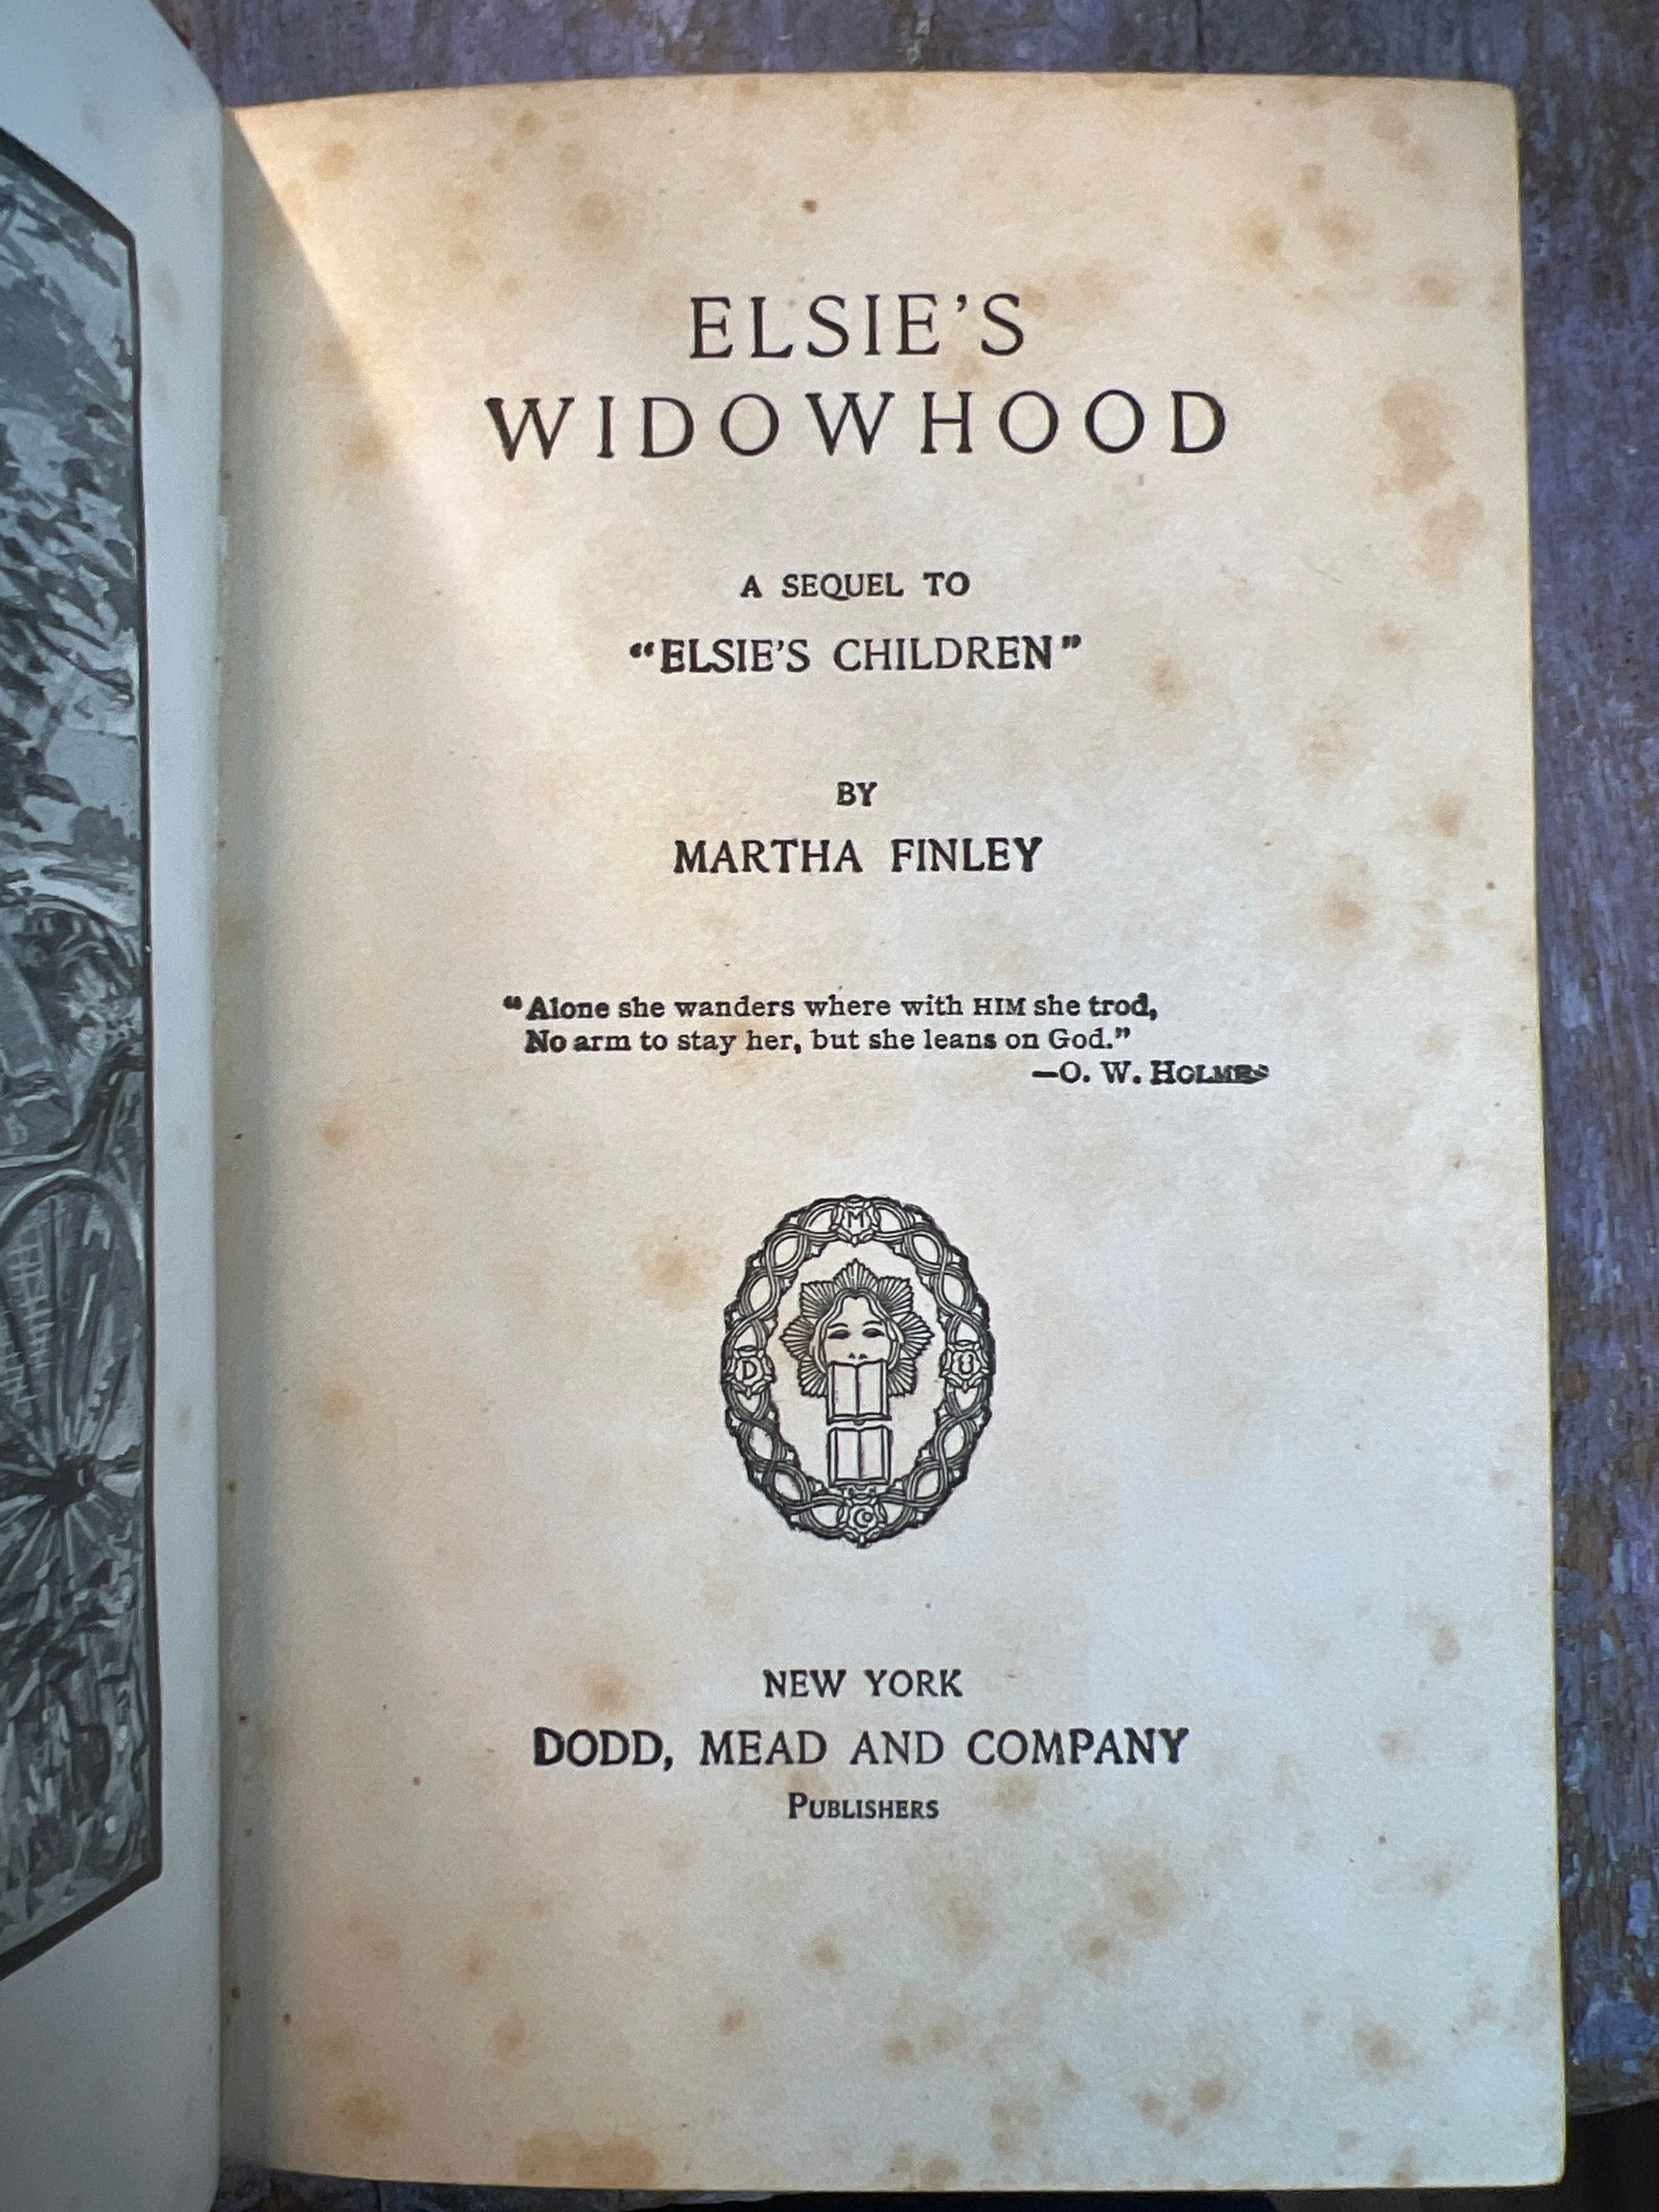 ELSIE'S
WIDOWHOOD
A SEQUEL TO
"ELSIE'S CHILDREN"
BY
MARTHA FINLEY
"Alone she wanders where with HIM she trod,
No arm to stay her, but she leans on God."
—O. W. HOLMES
M
D
U
C
NEW YORK
DODD, MEAD AND COMPANY
PUBLISHERS